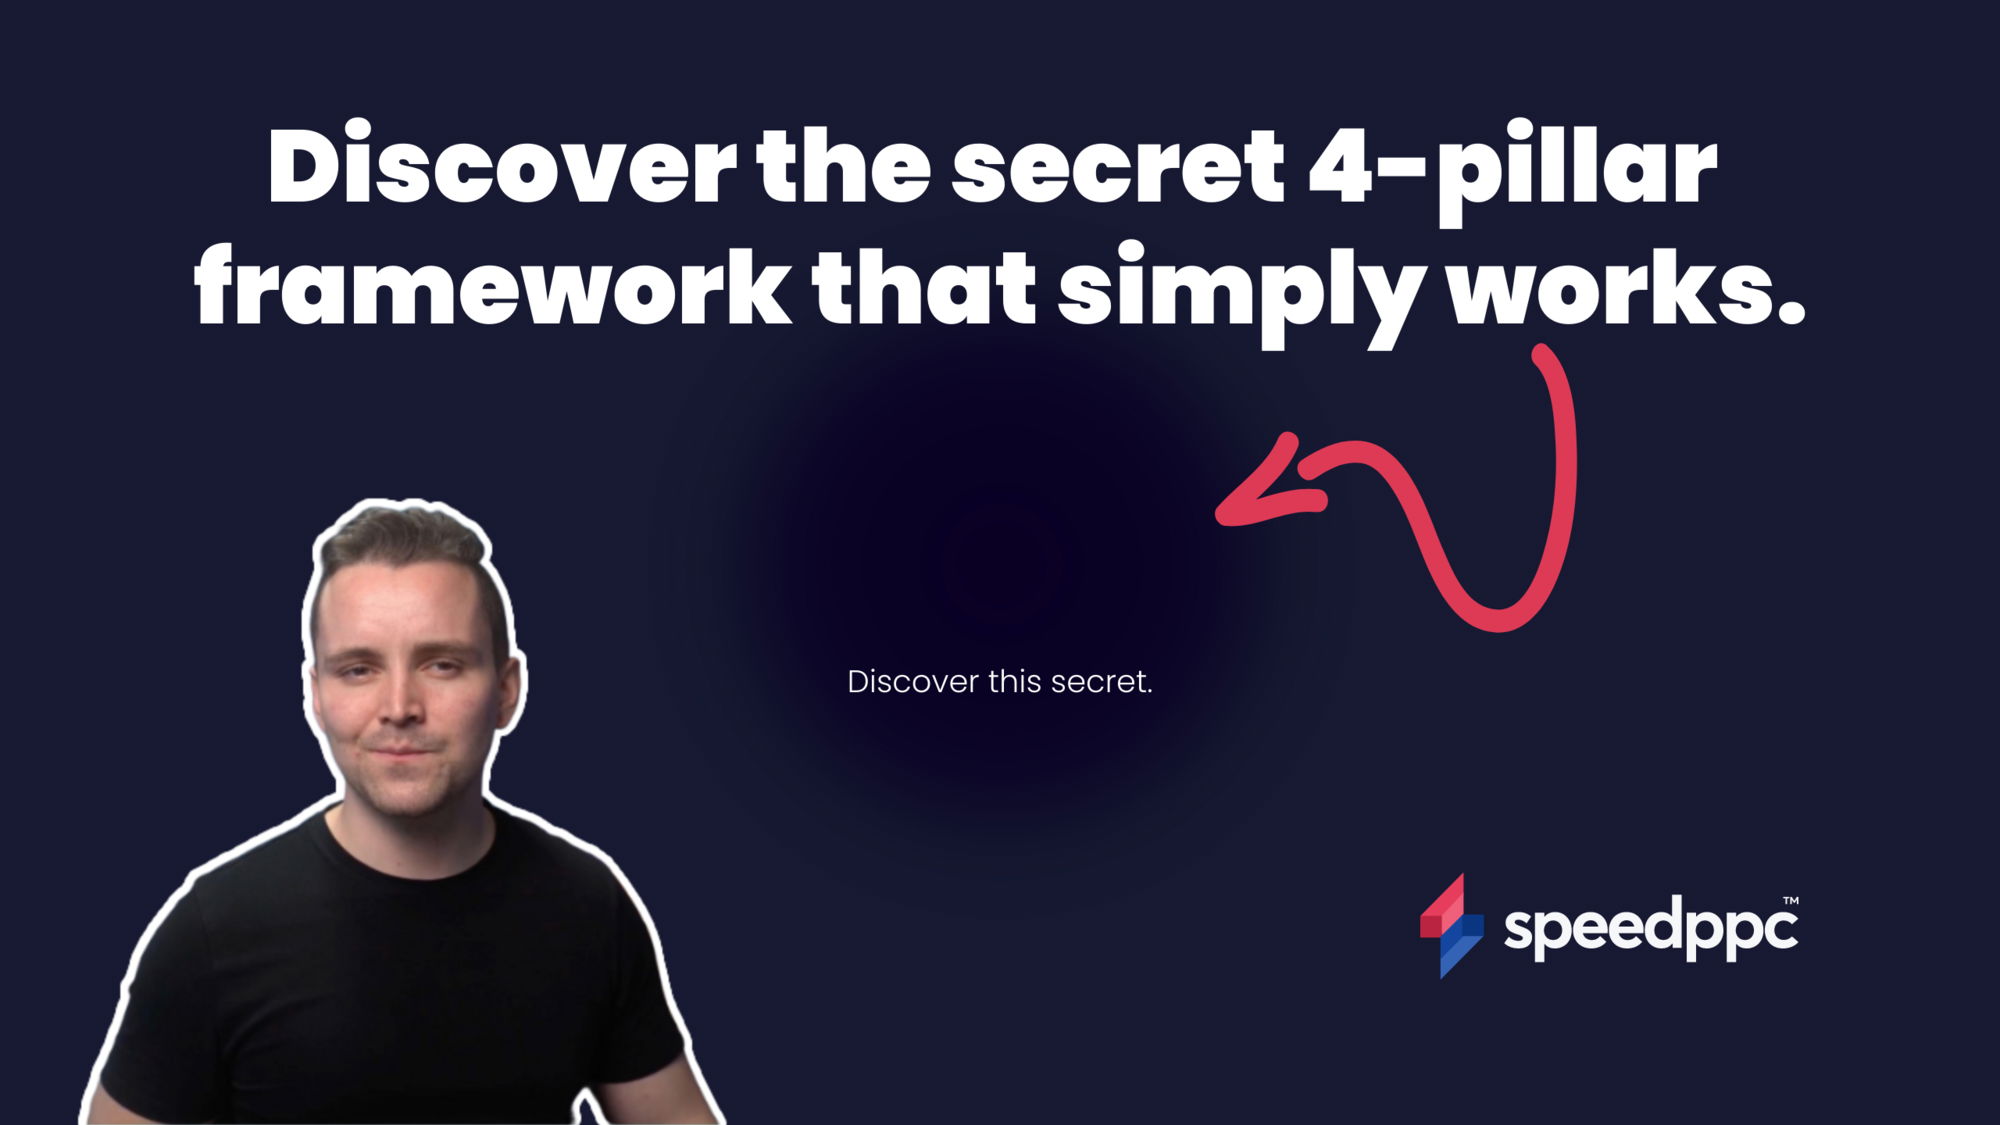 Discover the secret 4-pillar
framework that simply works.
Discover this secret.
speedppc™